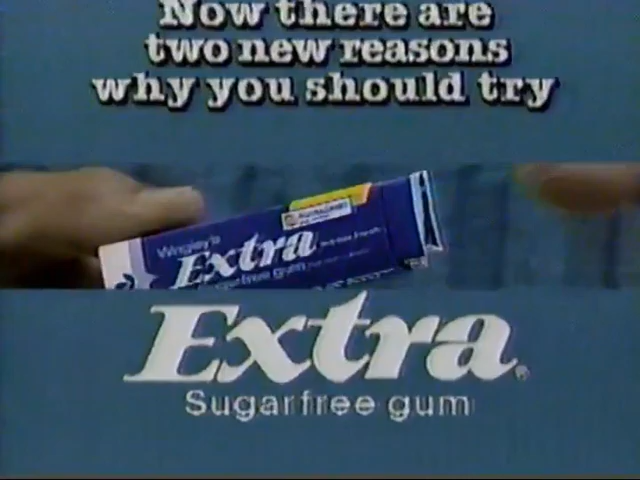 Now there are
two new reasons
why you should try
Wrigley's
Extra
Sugarfree gum
Extra®
Sugarfree gum